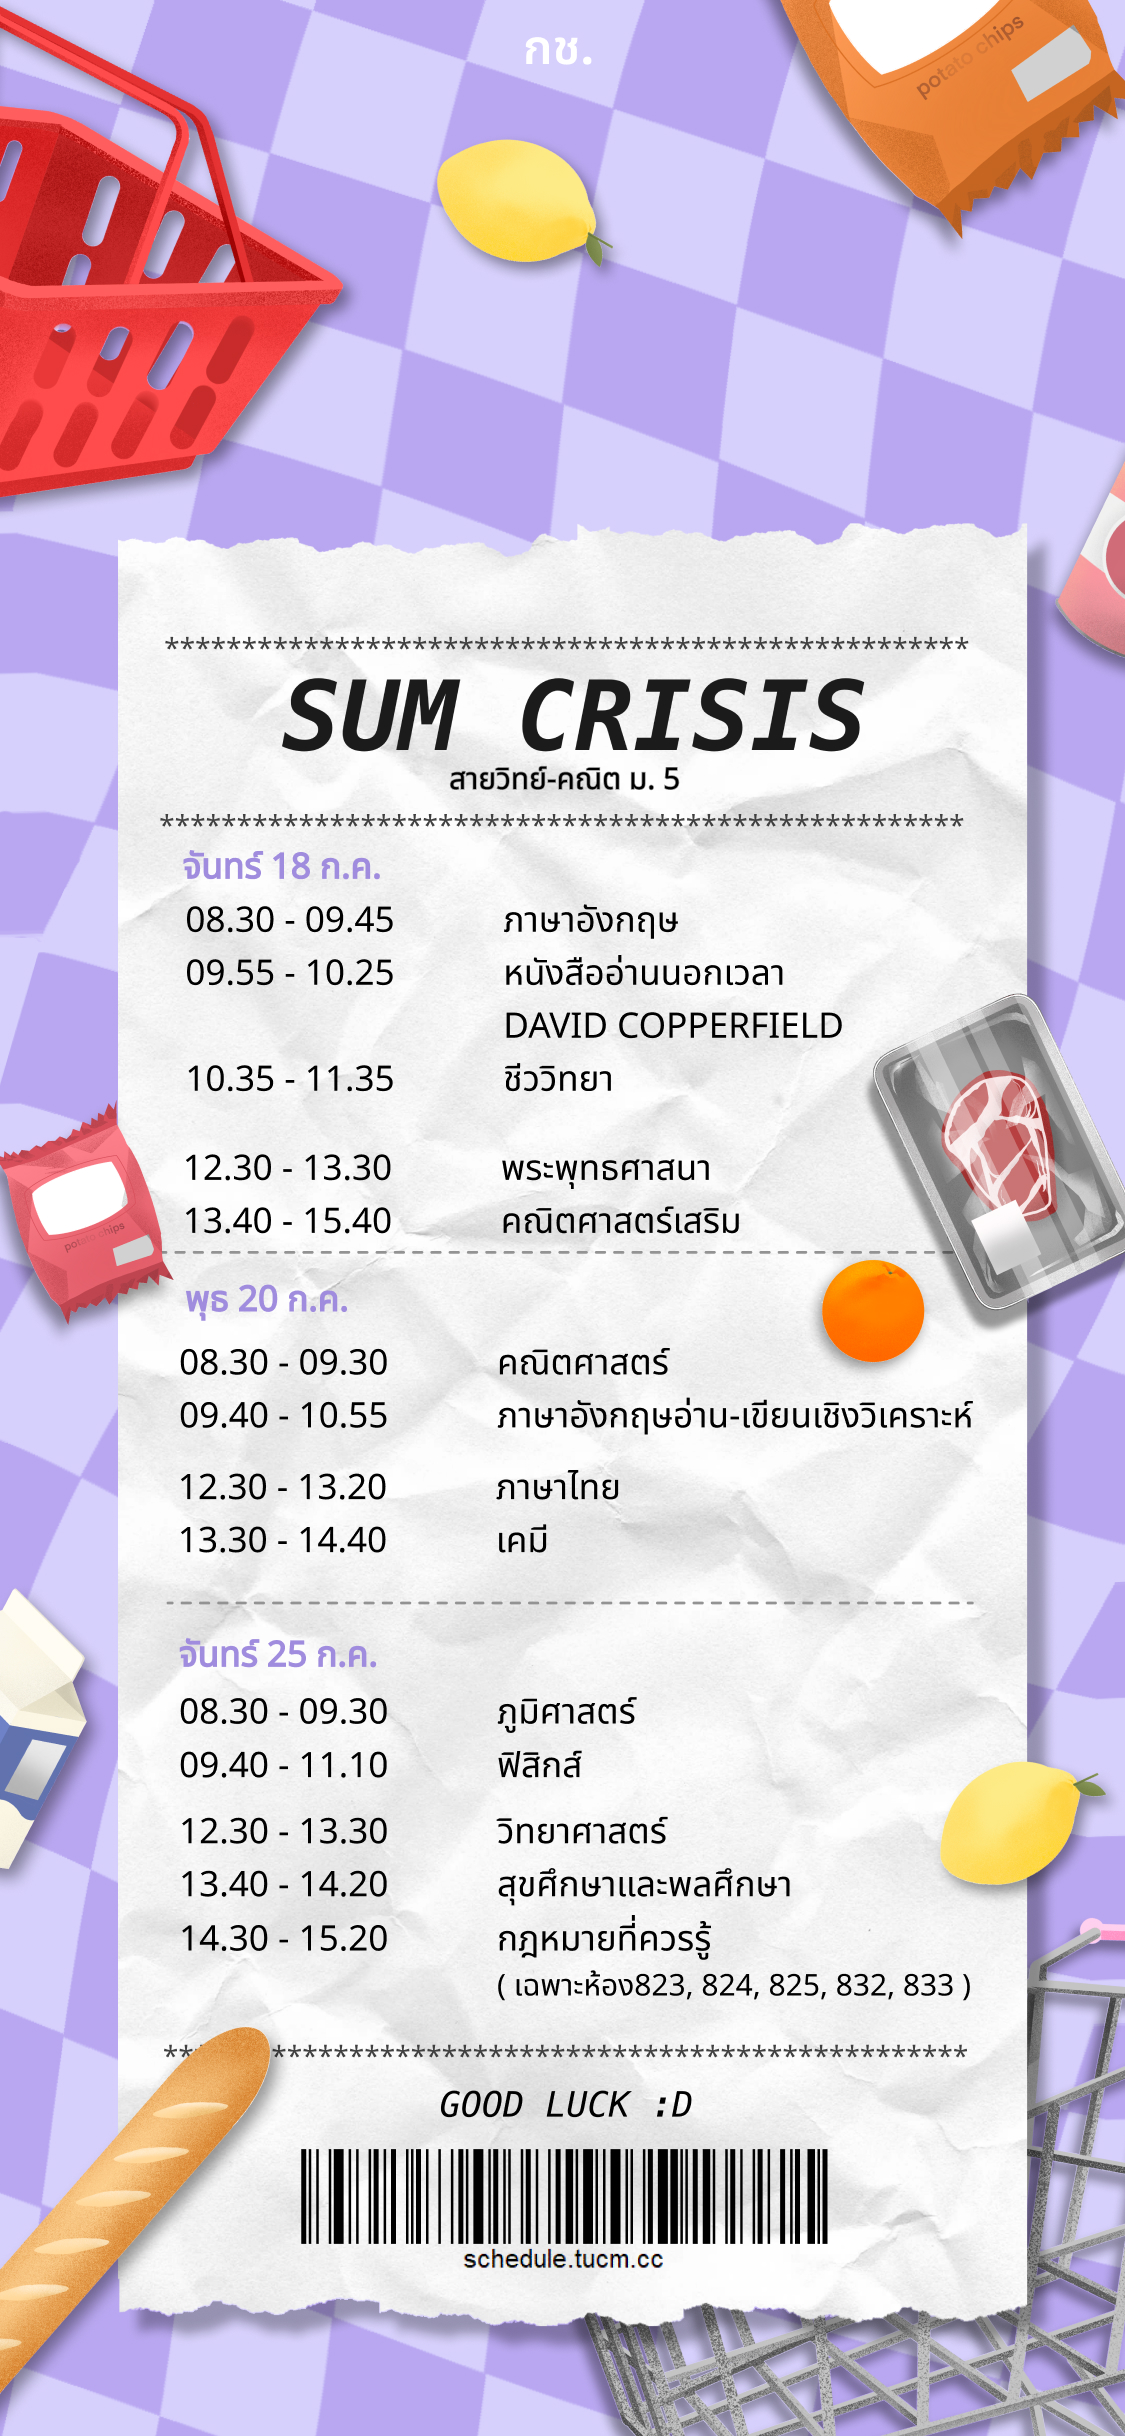 กช.
potato chips
****************************************************
SUM CRISIS
สายวิทย์-คณิต ม. 5
****************************************************
จันทร์ 18 ก.ค.
08.30 - 09.45 ภาษาอังกฤษ
09.55 - 10.25 หนังสืออ่านนอกเวลา
DAVID COPPERFIELD
10.35 - 11.35 ชีววิทยา
12.30 - 13.30 พระพุทธศาสนา
13.40 - 15.40 คณิตศาสตร์เสริม
potato chips
พุธ 20 ก.ค.
08.30 - 09.30 คณิตศาสตร์
09.40 - 10.55 ภาษาอังกฤษอ่าน-เขียนเชิงวิเคราะห์
12.30 - 13.20 ภาษาไทย
13.30 - 14.40 เคมี
จันทร์ 25 ก.ค.
08.30 - 09.30 ภูมิศาสตร์
09.40 - 11.10 ฟิสิกส์
12.30 - 13.30 วิทยาศาสตร์
13.40 - 14.20 สุขศึกษาและพลศึกษา
14.30 - 15.20 กฎหมายที่ควรรู้
( เฉพาะห้อง823, 824, 825, 832, 833 )
****************************************************
GOOD LUCK :D
schedule.tucm.cc